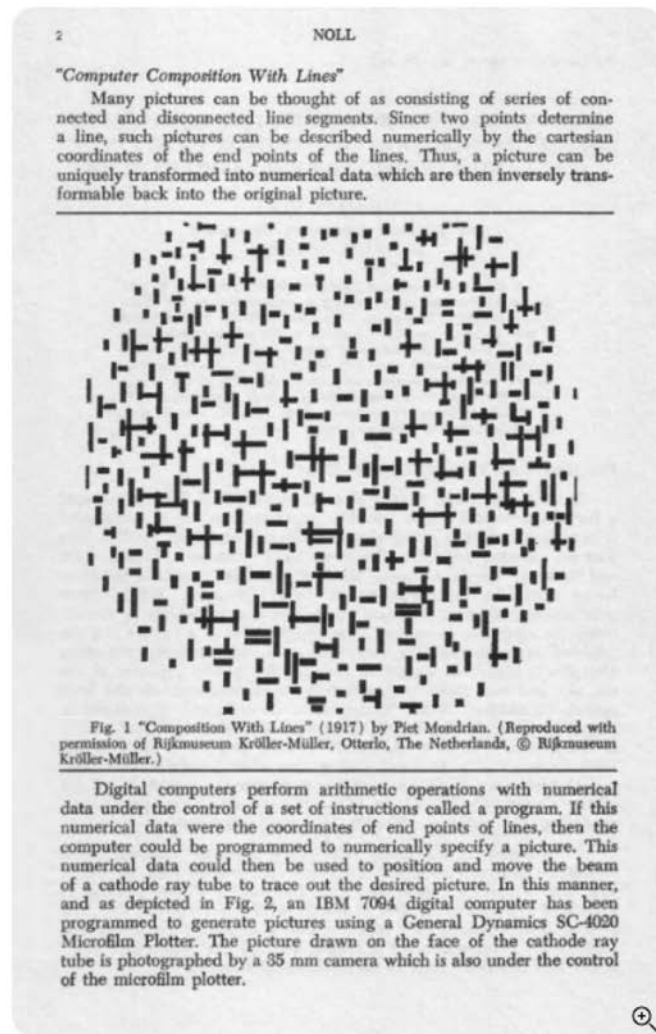 2 NOLL
"Computer Composition With Lines"
Many pictures can be thought of as consisting of series of con-
nected and disconnected line segments. Since two points determine
a line, such pictures can be described numerically by the cartesian
coordinates of the end points of the lines. Thus, a picture can be
uniquely transformed into numerical data which are then inversely trans-
formable back into the original picture.
Fig. 1 "Composition With Lines" (1917) by Piet Mondrian. (Reproduced with
permission of Rijkmuseum Kröller-Müller, Otterlo, The Netherlands, © Rijkmuseum
Kröller-Müller.)
Digital computers perform arithmetic operations with numerical
data under the control of a set of instructions called a program. If this
numerical data were the coordinates of end points of lines, then the
computer could be programmed to numerically specify a picture. This
numerical data could then be used to position and move the beam
of a cathode ray tube to trace out the desired picture. In this manner,
and as depicted in Fig. 2, an IBM 7094 digital computer has been
programmed to generate pictures using a General Dynamics SC-4020
Microfilm Plotter. The picture drawn on the face of the cathode ray
tube is photographed by a 35 mm camera which is also under the control
of the microfilm plotter.